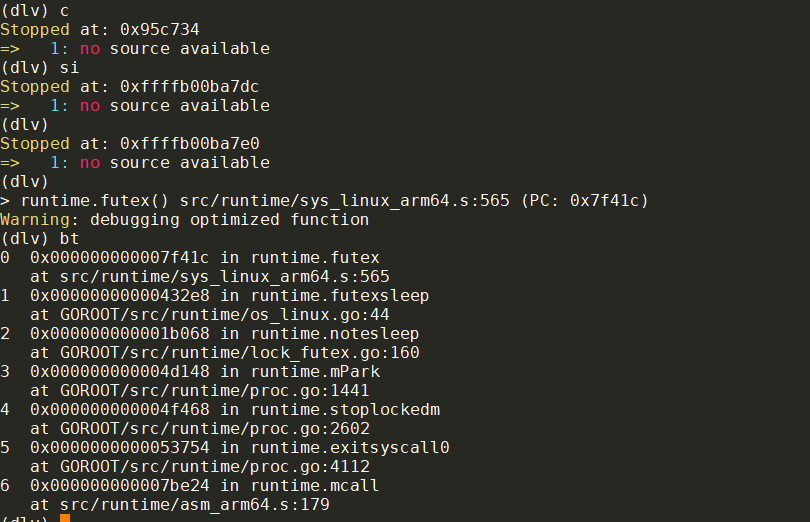 (dlv) c
Stopped at: 0x95c734
=>   1: no source available
(dlv) si
Stopped at: 0xffffb00ba7dc
=>   1: no source available
(dlv)
Stopped at: 0xffffb00ba7e0
=>   1: no source available
(dlv)
> runtime.futex() src/runtime/sys_linux_arm64.s:565 (PC: 0x7f41c)
Warning: debugging optimized function
(dlv) bt
0  0x000000000007f41c in runtime.futex
   at src/runtime/sys_linux_arm64.s:565
1  0x00000000000432e8 in runtime.futexsleep
   at GOROOT/src/runtime/os_linux.go:44
2  0x000000000001b068 in runtime.notesleep
   at GOROOT/src/runtime/lock_futex.go:160
3  0x000000000004d148 in runtime.mPark
   at GOROOT/src/runtime/proc.go:1441
4  0x000000000004f468 in runtime.stoplockedm
   at GOROOT/src/runtime/proc.go:2602
5  0x0000000000053754 in runtime.exitsyscall0
   at GOROOT/src/runtime/proc.go:4112
6  0x000000000007be24 in runtime.mcall
   at src/runtime/asm_arm64.s:179
(dlv)